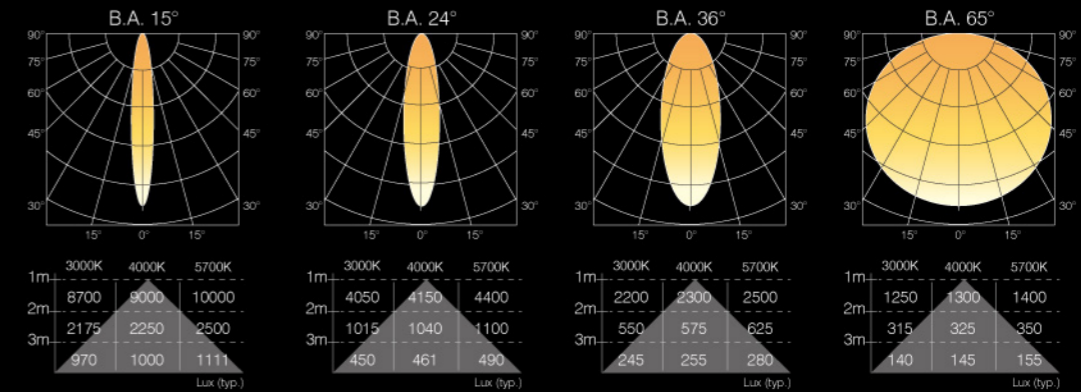 B.A. 15°
90° 90°
75° 75°
60° 60°
45° 45°
30° 30°
15° 0° 15°
3000K 4000K 5700K
1m
8700 9000 10000
2m
2175 2250 2500
3m
970 1000 1111
Lux (typ.)
B.A. 24°
90° 90°
75° 75°
60° 60°
45° 45°
30° 30°
15° 0° 15°
3000K 4000K 5700K
1m
4050 4150 4400
2m
1015 1040 1100
3m
450 461 490
Lux (typ.)
B.A. 36°
90° 90°
75° 75°
60° 60°
45° 45°
30° 30°
15° 0° 15°
3000K 4000K 5700K
1m
2200 2300 2500
2m
550 575 625
3m
245 255 280
Lux (typ.)
B.A. 65°
90° 90°
75° 75°
60° 60°
45° 45°
30° 30°
15° 0° 15°
3000K 4000K 5700K
1m
1250 1300 1400
2m
315 325 350
3m
140 145 155
Lux (typ.)